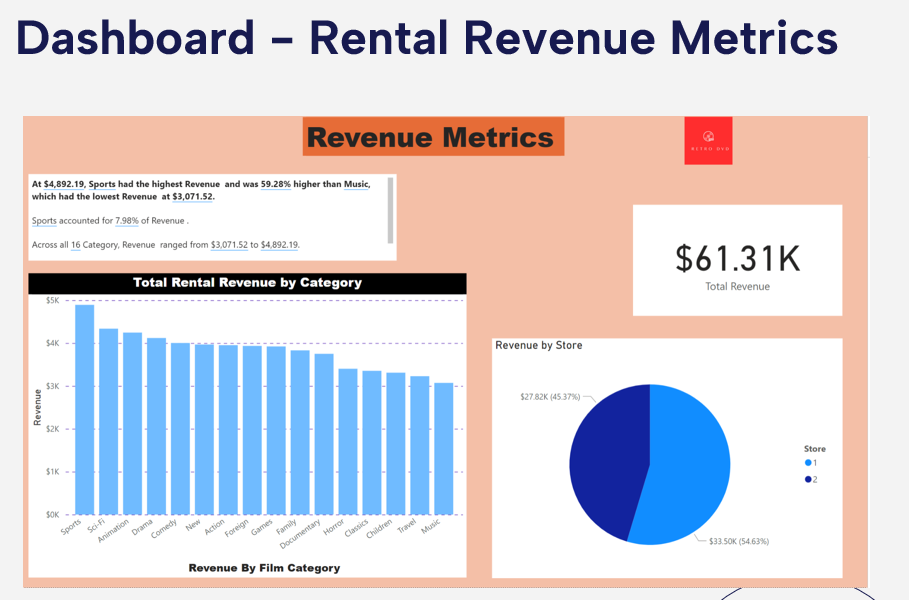 Dashboard – Rental Revenue Metrics
Revenue Metrics
RETRO DVD
At $4,892.19, Sports had the highest Revenue and was 59.28% higher than Music,
which had the lowest Revenue at $3,071.52.
Sports accounted for 7.98% of Revenue .
Across all 16 Category, Revenue ranged from $3,071.52 to $4,892.19.
$61.31K
Total Revenue
Total Rental Revenue by Category
Revenue
$5K
$4K
$3K
$2K
$1K
$0K
Sports
Sci-Fi
Animation
Drama
Comedy
New
Action
Foreign
Games
Family
Documentary
Horror
Classics
Children
Travel
Music
Revenue By Film Category
Revenue by Store
$27.82K (45.37%)
$33.50K (54.63%)
Store
1
2